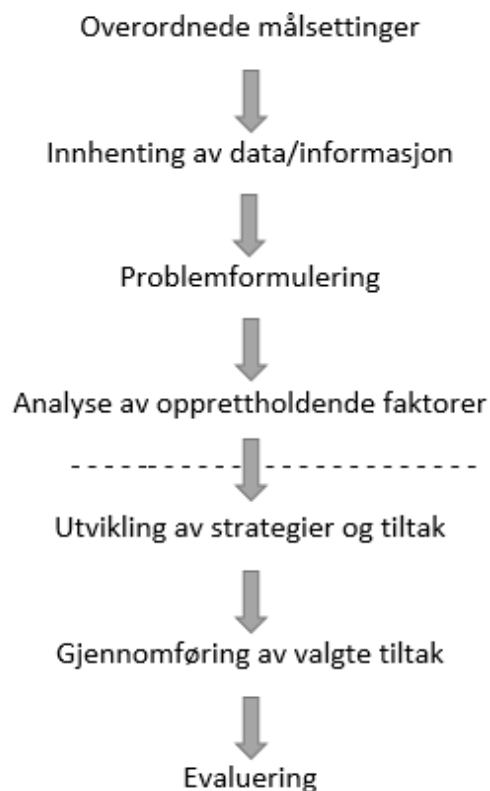 Overordnede målsettinger
Innhenting av data/informasjon
Problemformulering
Analyse av opprettholdende faktorer
Utvikling av strategier og tiltak
Gjennomføring av valgte tiltak
Evaluering